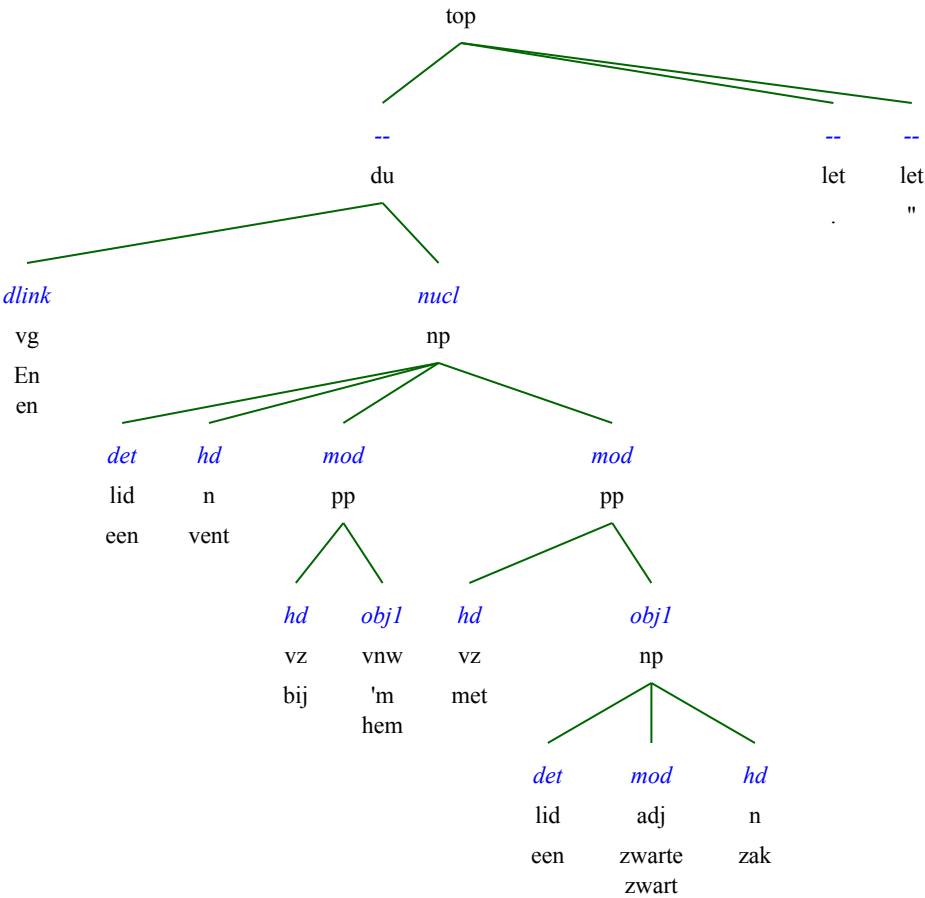 top
-- -- --
du let let
. "
dlink nucl
vg np
En
en
det hd mod mod
lid n pp pp
een vent
hd obj1 hd obj1
vz vnw vz np
bij 'm met
hem
det mod hd
lid adj n
een zwarte zak
zwart